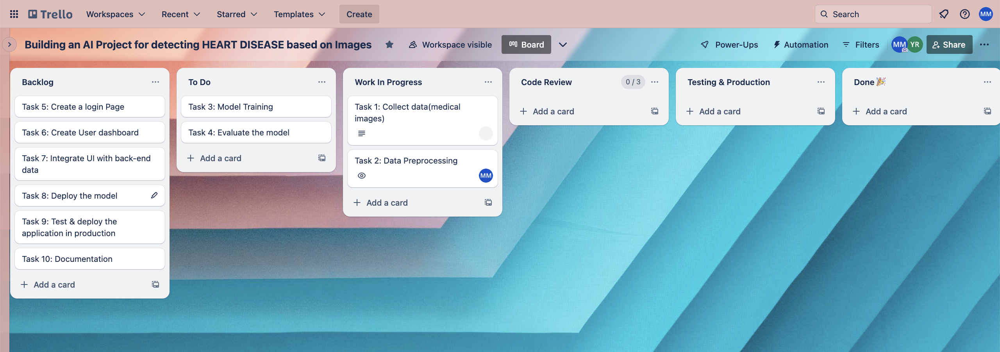 Trello
Workspaces
Recent
Starred
Templates
Create
Search
MM
Building an AI Project for detecting HEART DISEASE based on Images
Workspace visible
Board
Power-Ups
Automation
Filters
MM
YR
Share
Backlog
Task 5: Create a login Page
Task 6: Create User dashboard
Task 7: Integrate UI with back-end
data
Task 8: Deploy the model
Task 9: Test & deploy the
application in production
Task 10: Documentation
Add a card
To Do
Task 3: Model Training
Task 4: Evaluate the model
Add a card
Work In Progress
Task 1: Collect data(medical
images)
Task 2: Data Preprocessing
MM
Add a card
Code Review
0 / 3
Add a card
Testing & Production
Add a card
Done 🎉
Add a card